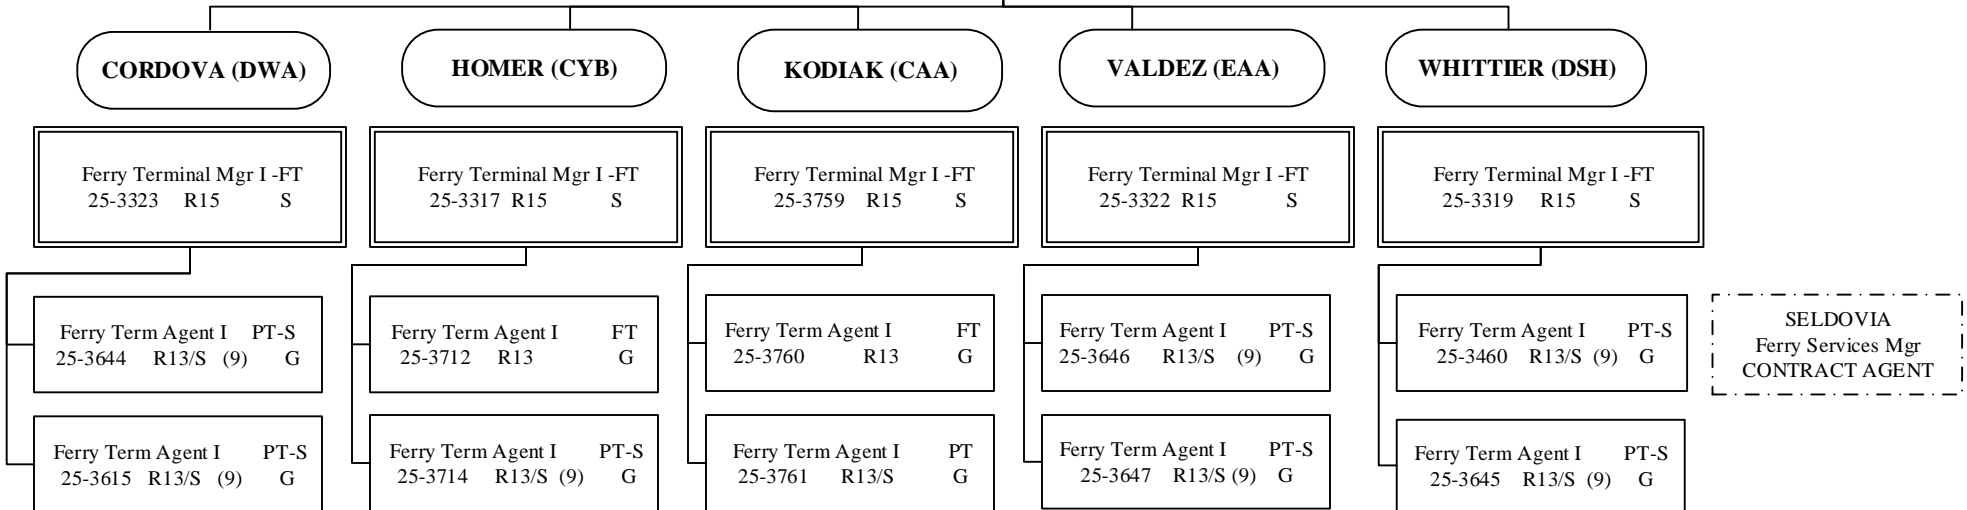 CORDOVA (DWA)
HOMER (CYB)
KODIAK (CAA)
VALDEZ (EAA)
WHITTIER (DSH)
Ferry Terminal Mgr I -FT
25-3323 R15 S
Ferry Terminal Mgr I -FT
25-3317 R15 S
Ferry Terminal Mgr I -FT
25-3759 R15 S
Ferry Terminal Mgr I -FT
25-3322 R15 S
Ferry Terminal Mgr I -FT
25-3319 R15 S
Ferry Term Agent I PT-S
25-3644 R13/S (9) G
Ferry Term Agent I FT
25-3712 R13 G
Ferry Term Agent I FT
25-3760 R13 G
Ferry Term Agent I PT-S
25-3646 R13/S (9) G
Ferry Term Agent I PT-S
25-3460 R13/S (9) G
SELDOVIA
Ferry Services Mgr
CONTRACT AGENT
Ferry Term Agent I PT-S
25-3615 R13/S (9) G
Ferry Term Agent I PT-S
25-3714 R13/S (9) G
Ferry Term Agent I PT
25-3761 R13/S G
Ferry Term Agent I PT-S
25-3647 R13/S (9) G
Ferry Term Agent I PT-S
25-3645 R13/S (9) G